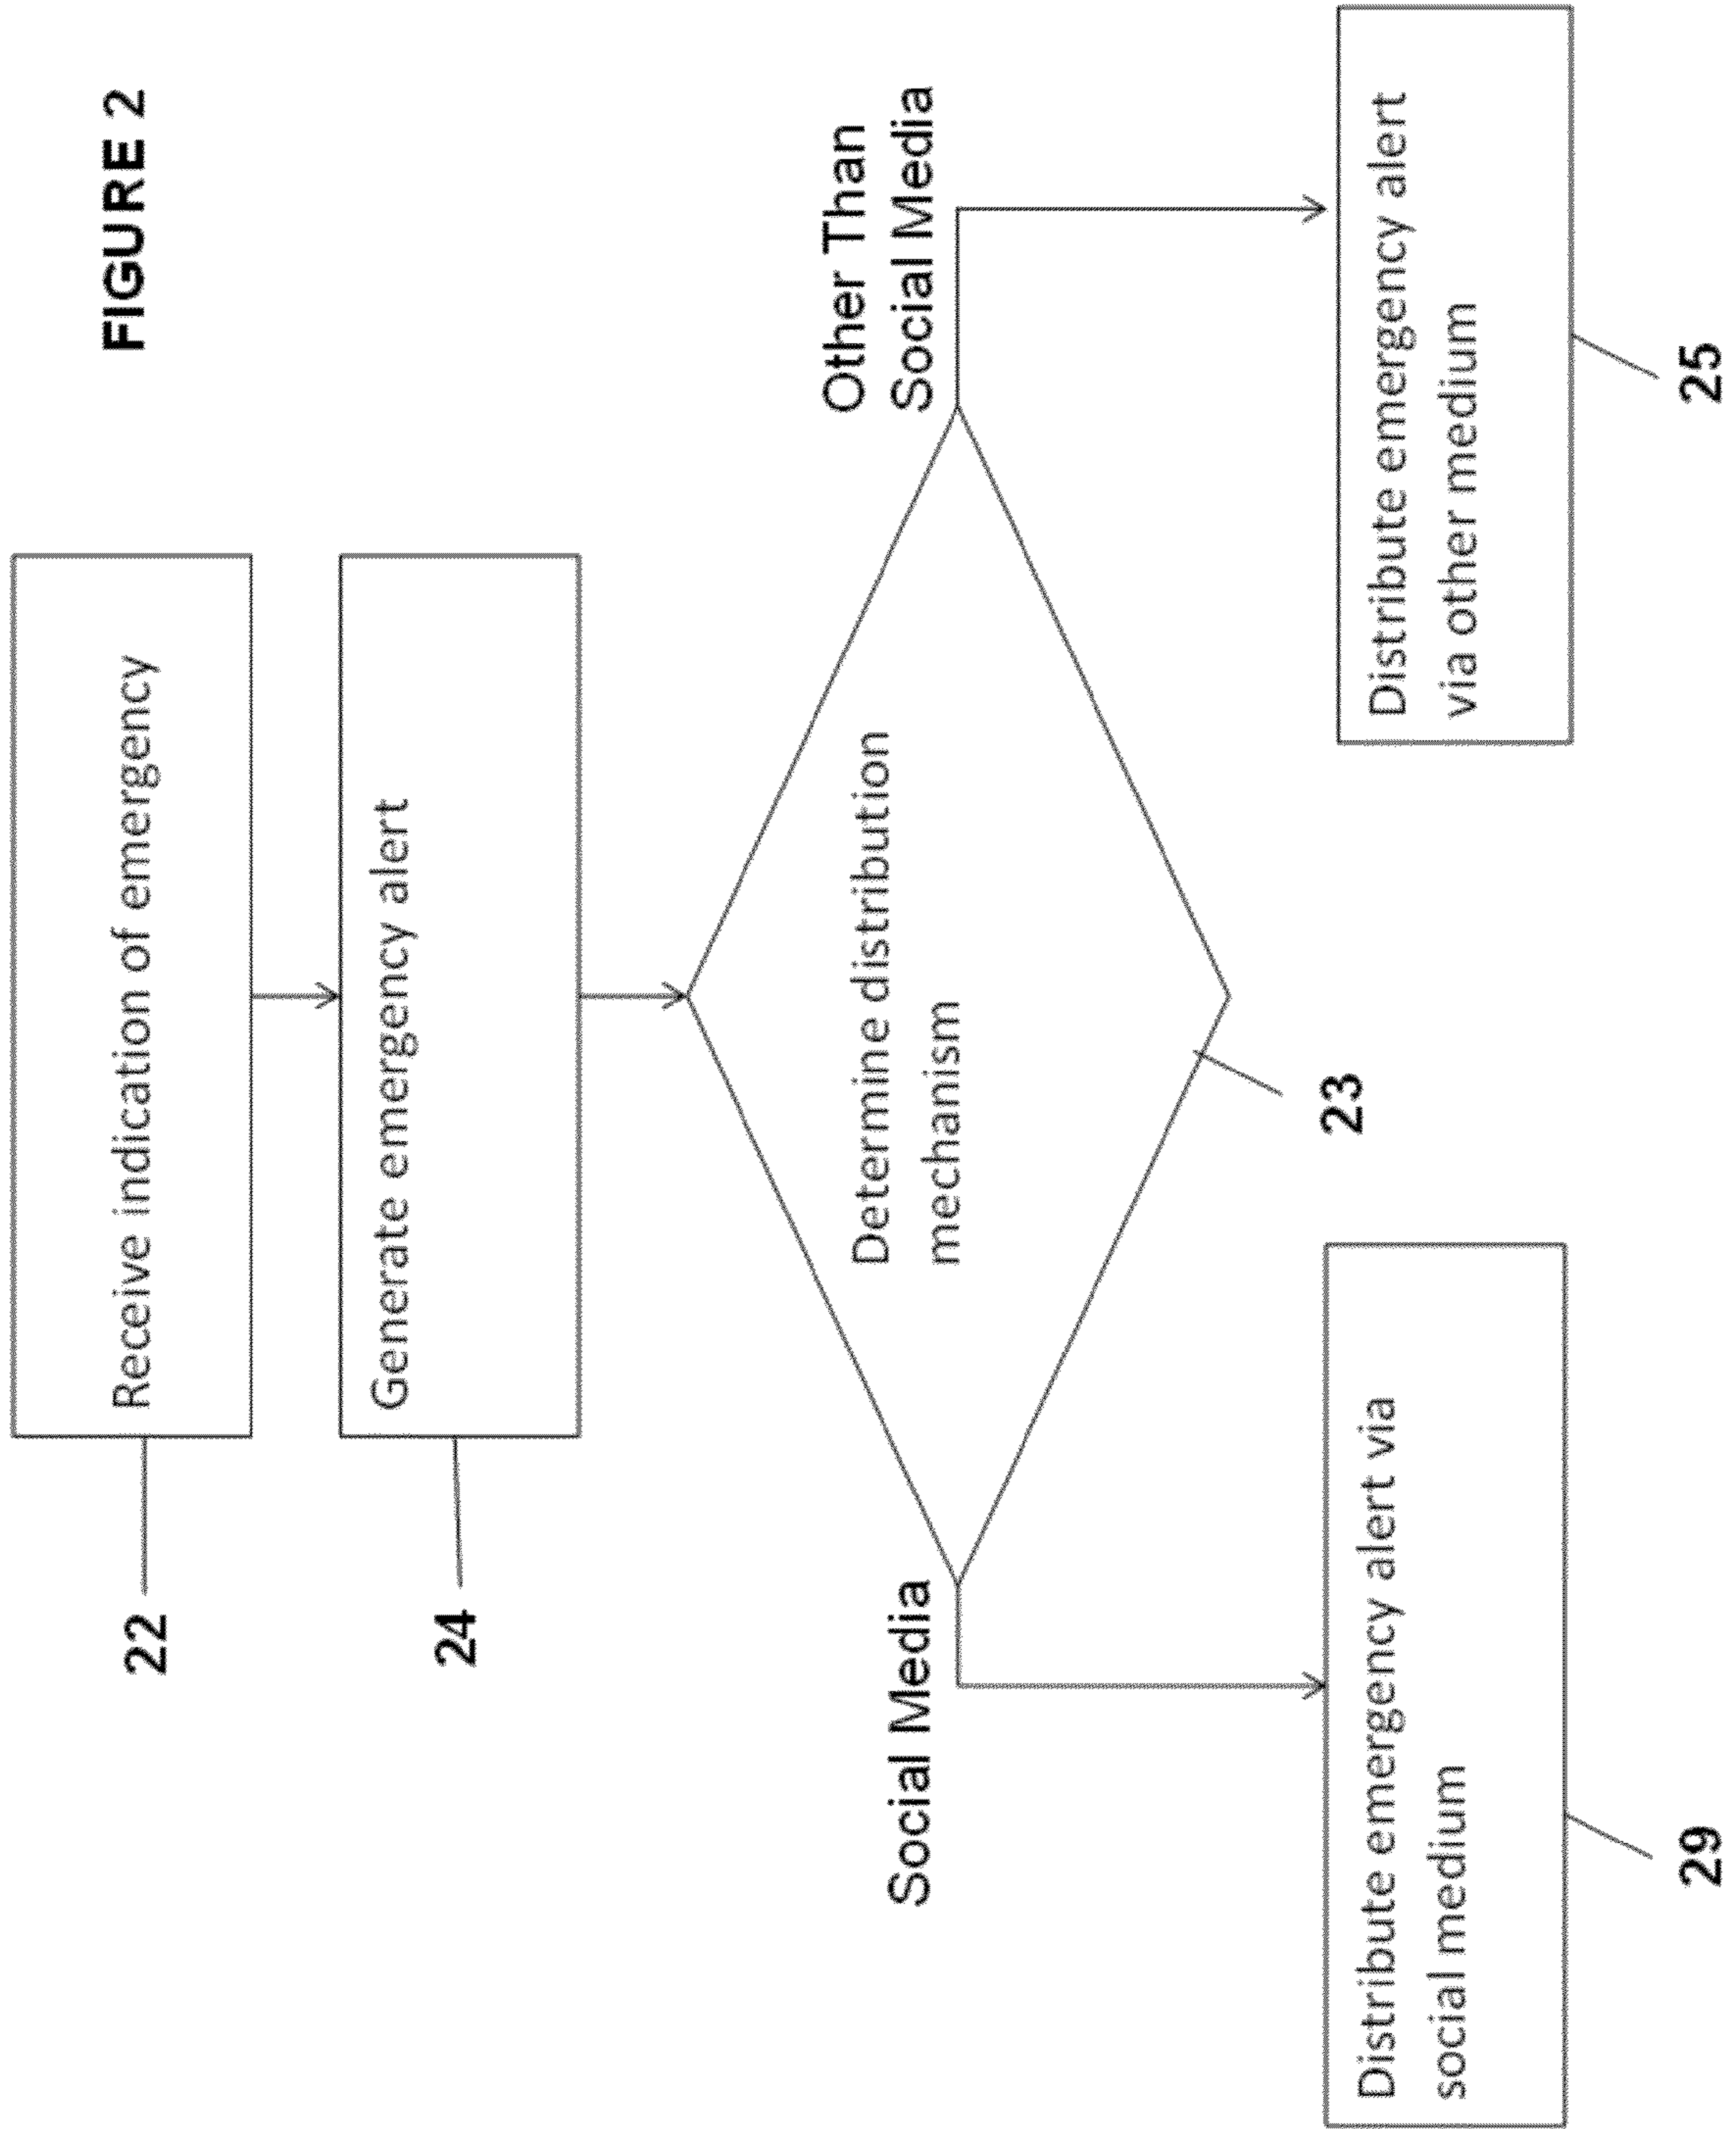 FIGURE 2
22
Receive indication of emergency
24
Generate emergency alert
Determine distribution
mechanism
23
Social Media
Other Than
Social Media
Distribute emergency alert via
social medium
29
Distribute emergency alert
via other medium
25